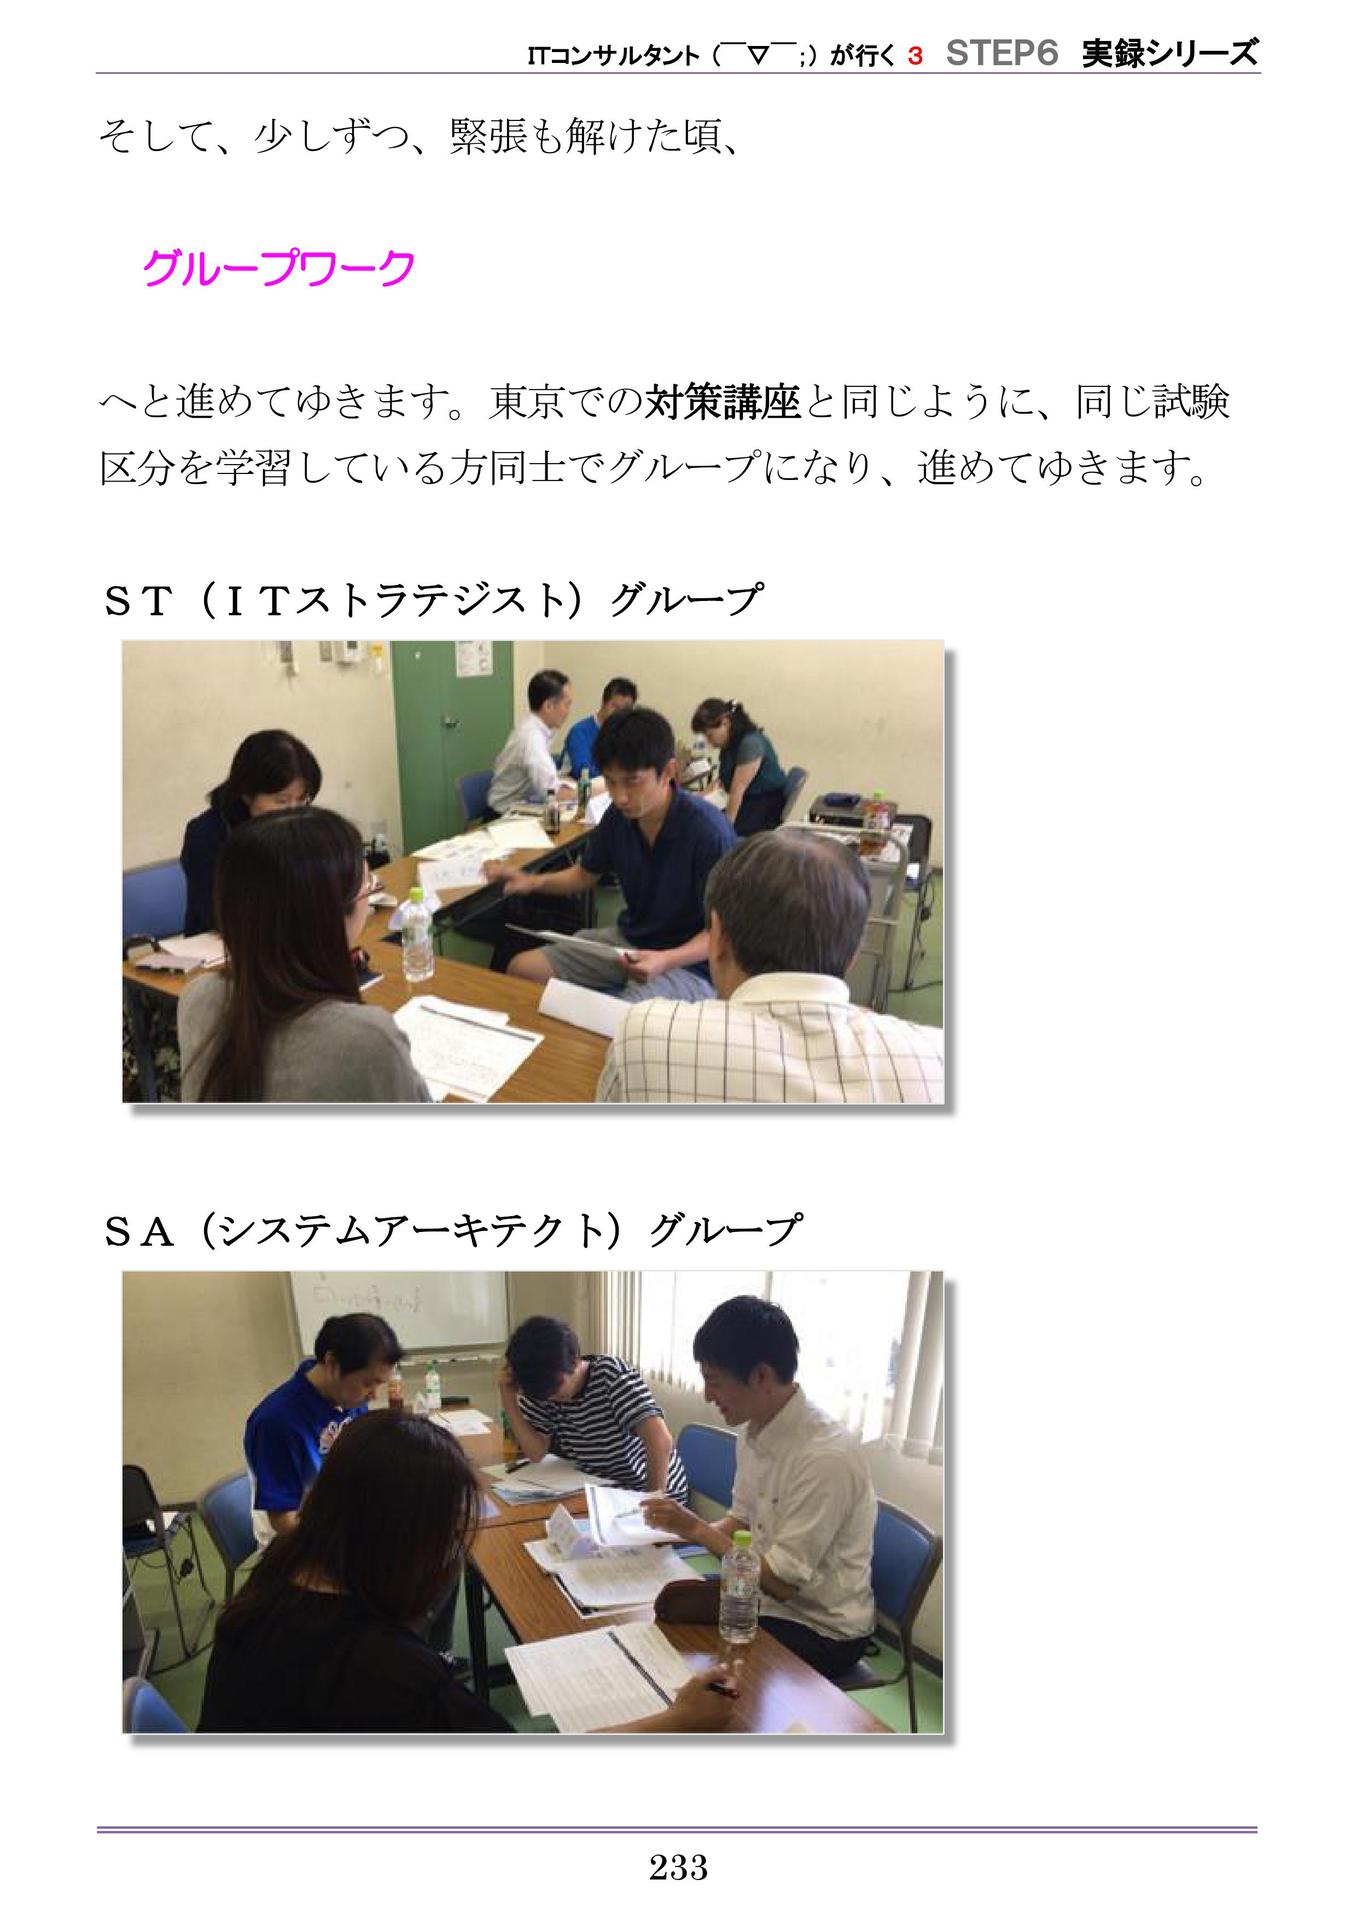 ITコンサルタント（￣▽￣;）が行く 3 STEP6 実録シリーズ
そして、少しずつ、緊張も解けた頃、
グループワーク
へと進めてゆきます。東京での対策講座と同じように、同じ試験
区分を学習している方同士でグループになり、進めてゆきます。
ＳＴ（ＩＴストラテジスト）グループ
ＳＡ（システムアーキテクト）グループ
233